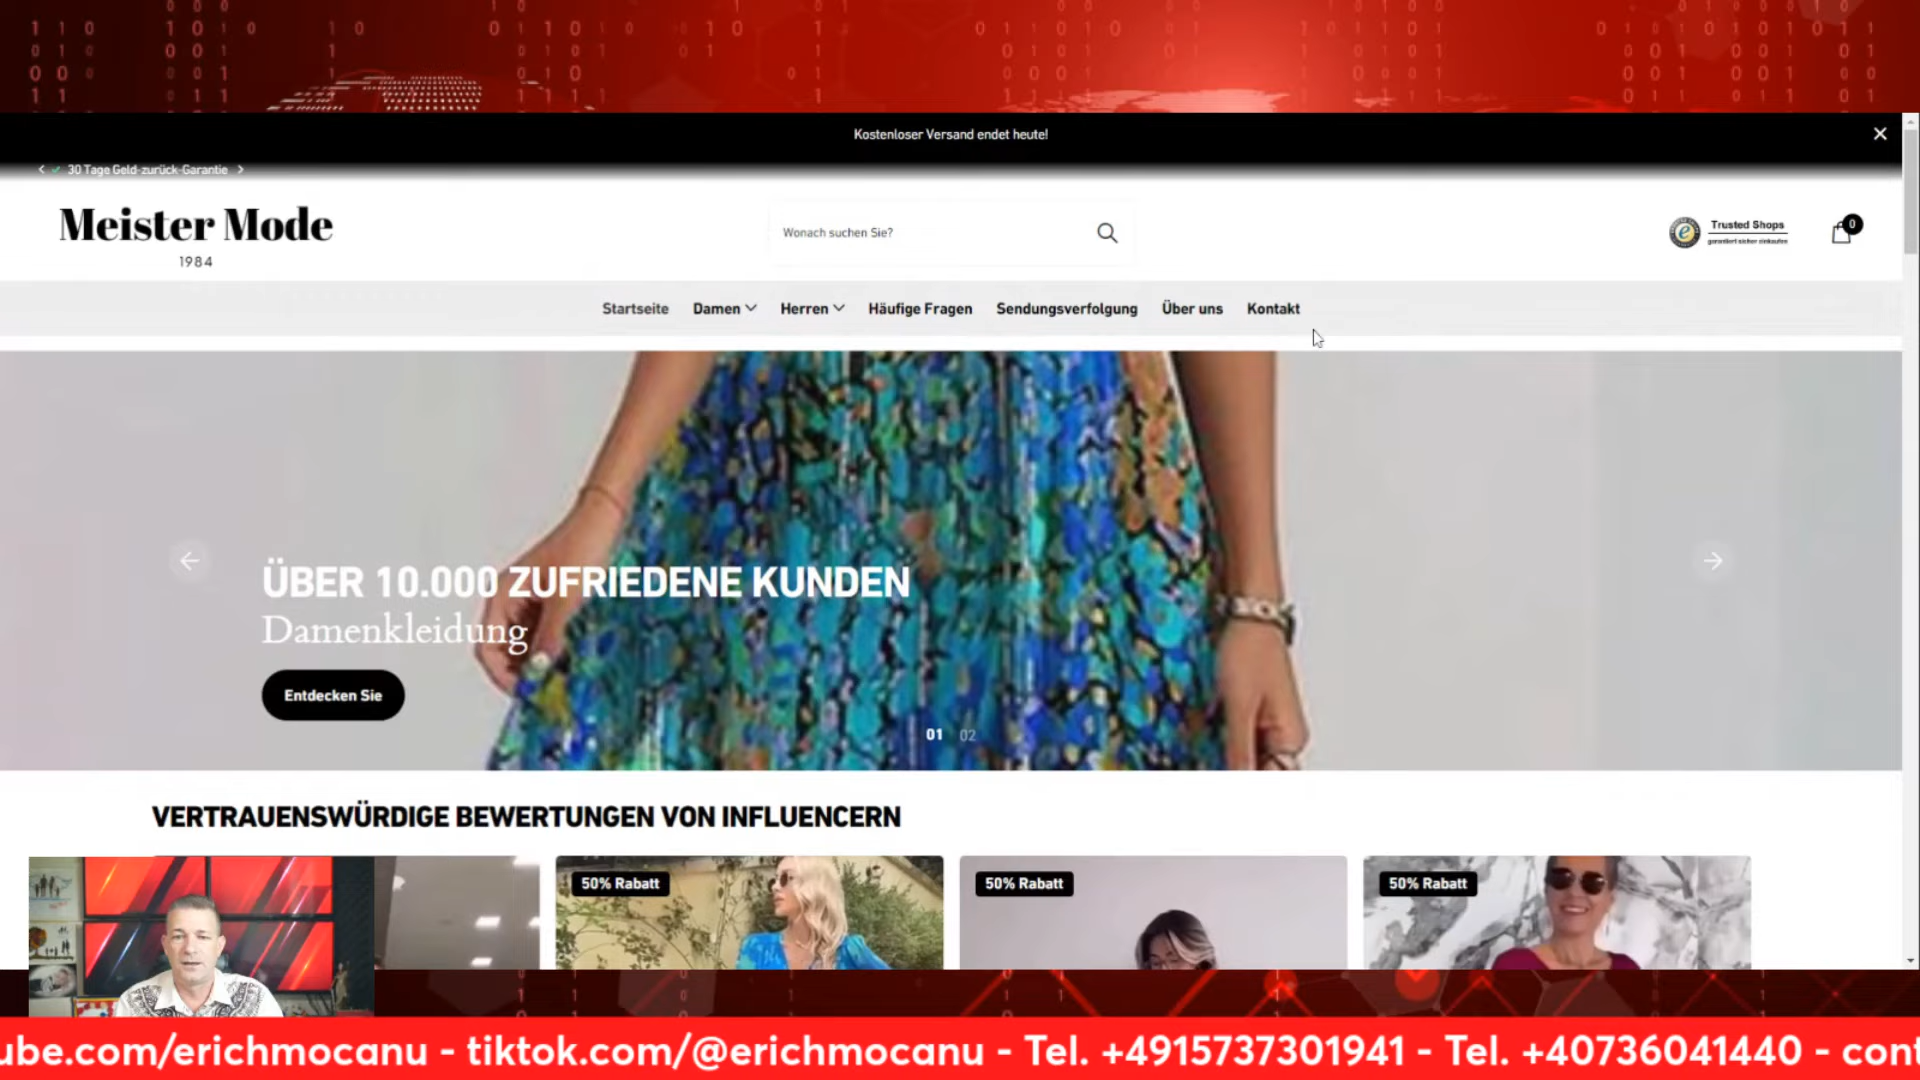 Kostenloser Versand endet heute!
30 Tage Geld-zurück-Garantie
Meister Mode
1984
Wonach suchen Sie?
Trusted Shops
garantiert sicher einkaufen
0
Startseite Damen Herren Häufige Fragen Sendungsverfolgung Über uns Kontakt
ÜBER 10.000 ZUFRIEDENE KUNDEN
Damenkleidung
Entdecken Sie
01 02
VERTRAUENSWÜRDIGE BEWERTUNGEN VON INFLUENCERN
50% Rabatt
50% Rabatt
50% Rabatt
ube.com/erichmocanu - tiktok.com/@erichmocanu - Tel. +4915737301941 - Tel. +40736041440 - cont